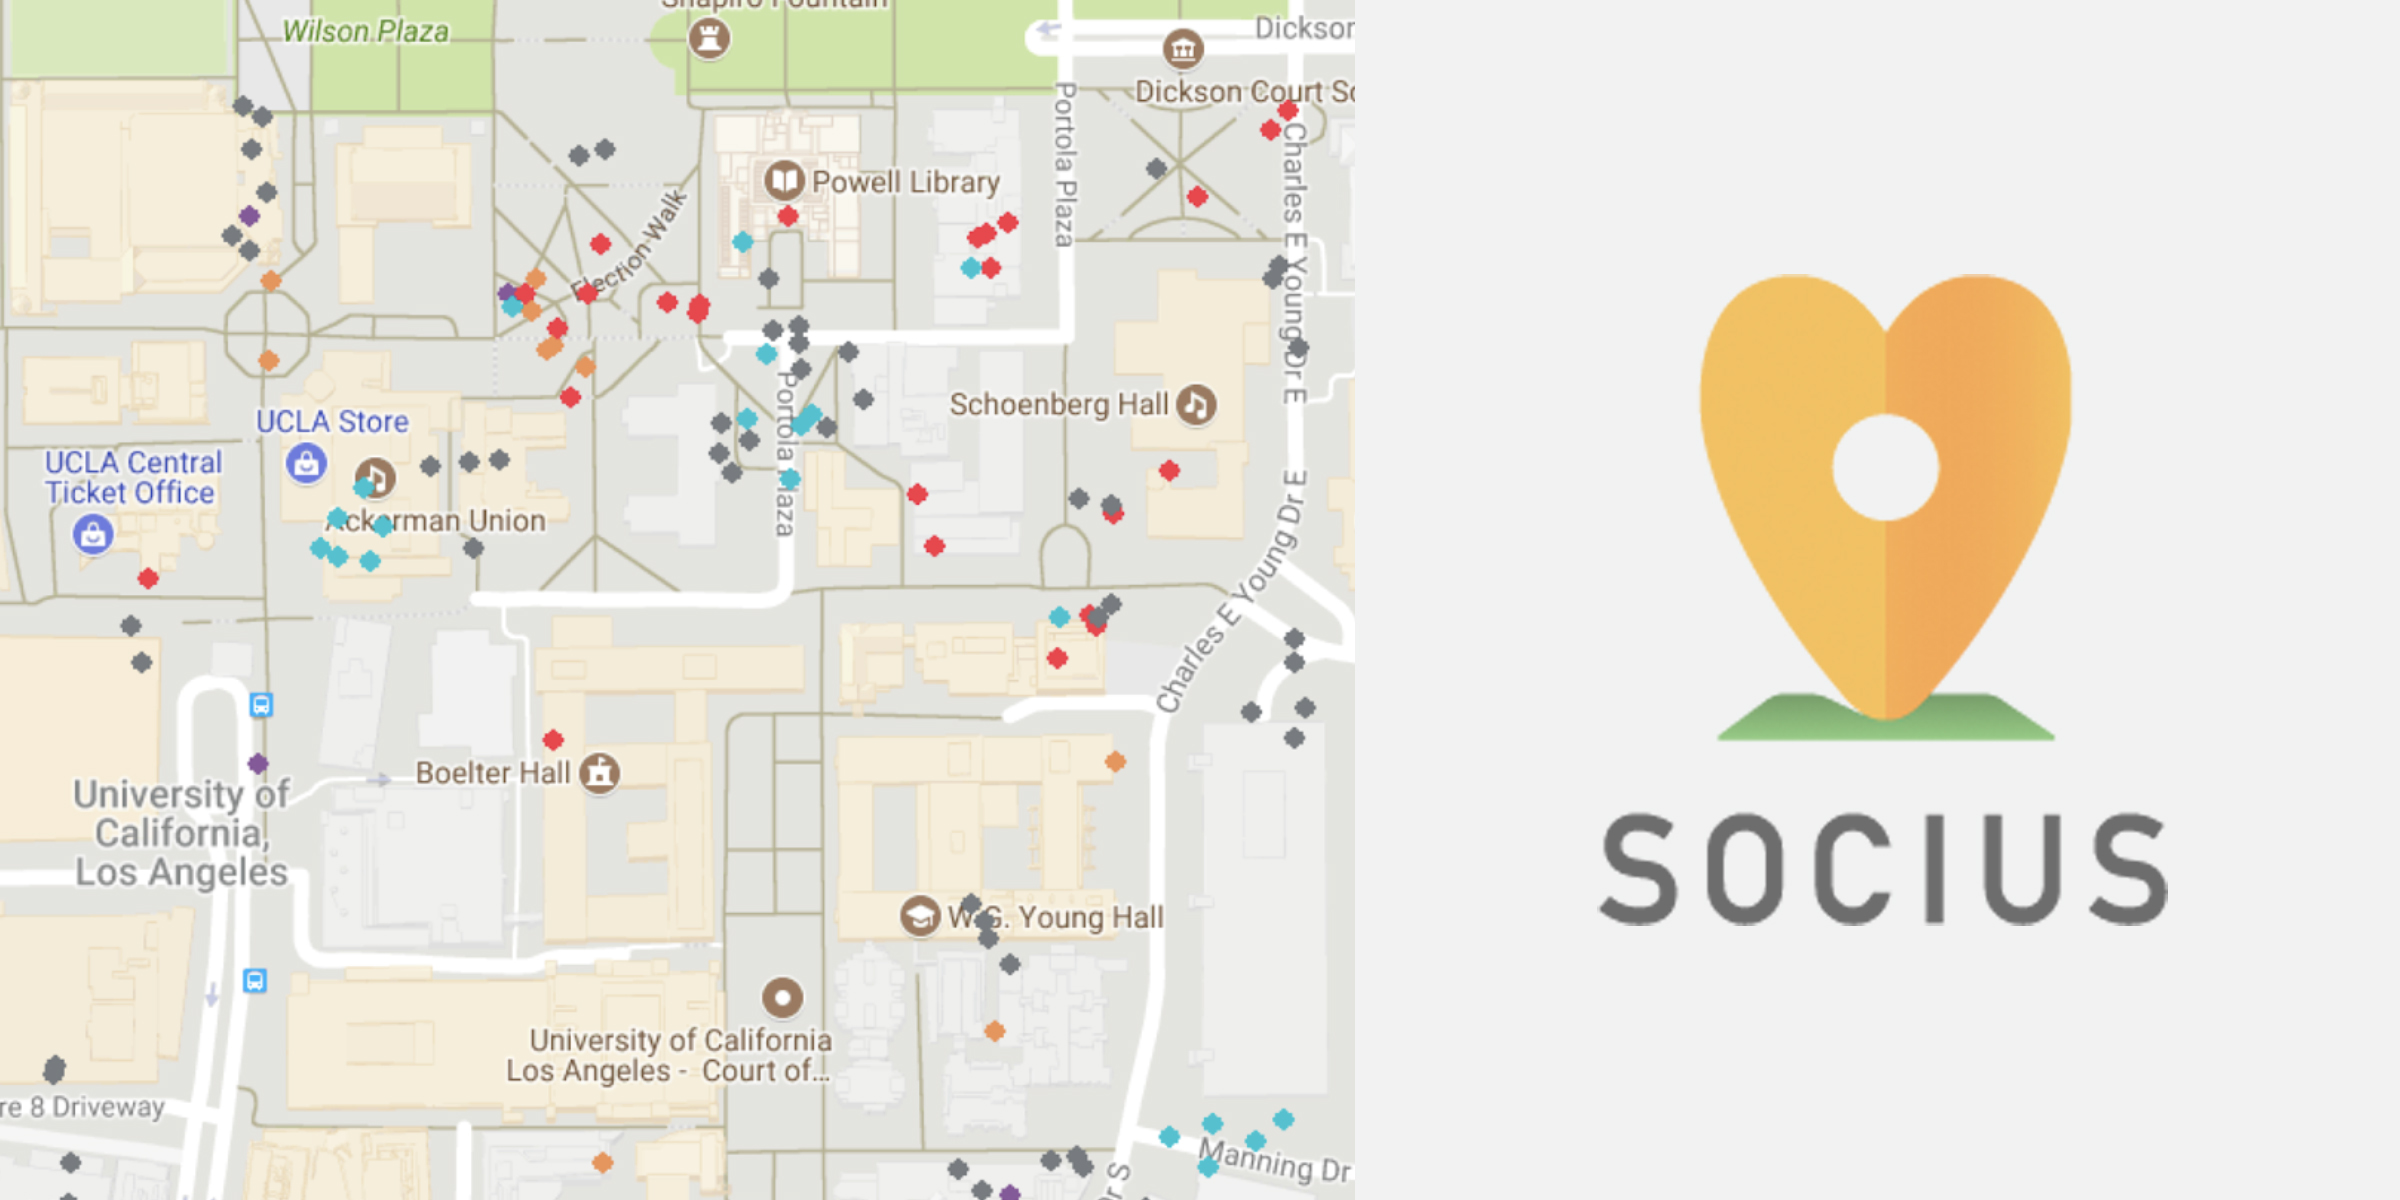 Shapiro Fountain
Wilson Plaza
Dickson
Dickson Court So
Portola Plaza
Charles E Young Dr E
Powell Library
Election Walk
Schoenberg Hall
UCLA Store
UCLA Central
Ticket Office
Portola Plaza
Ackerman Union
Charles E Young Dr E
Boelter Hall
University of
California,
Los Angeles
W.G. Young Hall
University of California
Los Angeles - Court of...
re 8 Driveway
Manning Dr
Dr S
SOCIUS